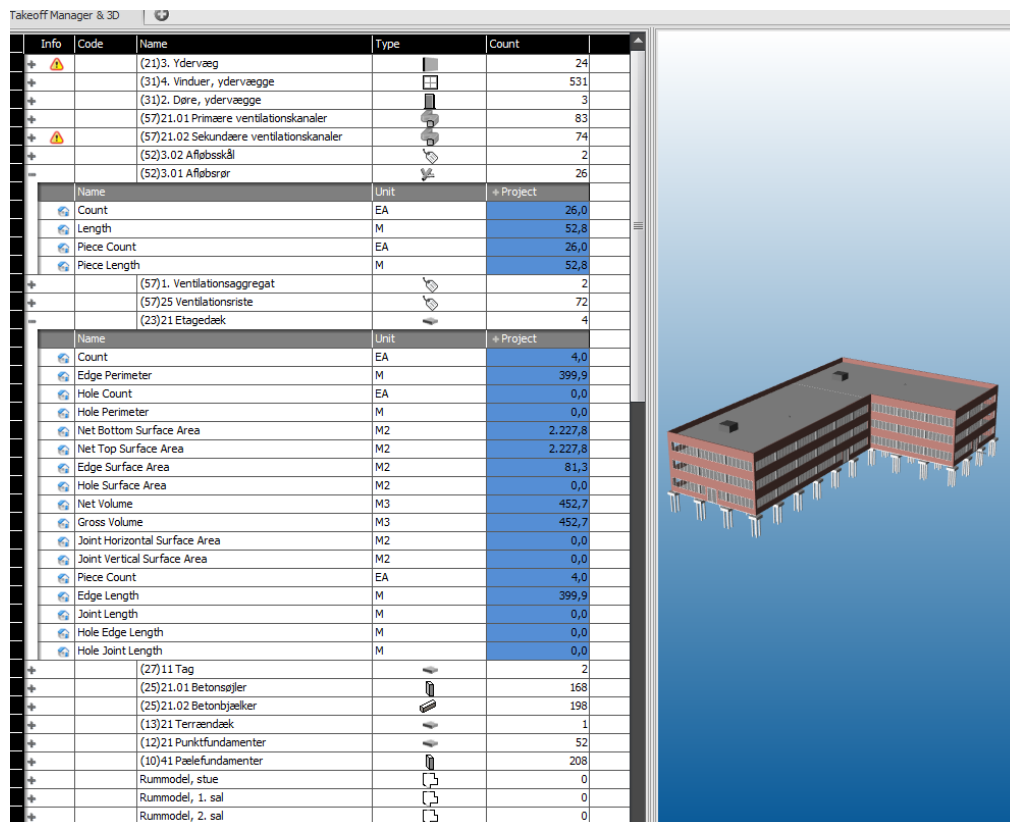 Takeoff Manager & 3D
Info Code Name Type Count
(21)3. Ydervæg 24
(31)4. Vinduer, ydervægge 531
(31)2. Døre, ydervægge 3
(57)21.01 Primære ventilationskanaler 83
(57)21.02 Sekundære ventilationskanaler 74
(52)3.02 Afløbsskål 2
(52)3.01 Afløbsrør 26
Name Unit + Project
Count EA 26,0
Length M 52,8
Piece Count EA 26,0
Piece Length M 52,8
(57)1. Ventilationsaggregat 2
(57)25 Ventilationsriste 72
(23)21 Etagedæk 4
Name Unit + Project
Count EA 4,0
Edge Perimeter M 399,9
Hole Count EA 0,0
Hole Perimeter M 0,0
Net Bottom Surface Area M2 2.227,8
Net Top Surface Area M2 2.227,8
Edge Surface Area M2 81,3
Hole Surface Area M2 0,0
Net Volume M3 452,7
Gross Volume M3 452,7
Joint Horizontal Surface Area M2 0,0
Joint Vertical Surface Area M2 0,0
Piece Count EA 4,0
Edge Length M 399,9
Joint Length M 0,0
Hole Edge Length M 0,0
Hole Joint Length M 0,0
(27)11 Tag 2
(25)21.01 Betonsøjler 168
(25)21.02 Betonbjælker 198
(13)21 Terrændæk 1
(12)21 Punktfundamenter 52
(10)41 Pælefundamenter 208
Rummodel, stue 0
Rummodel, 1. sal 0
Rummodel, 2. sal 0